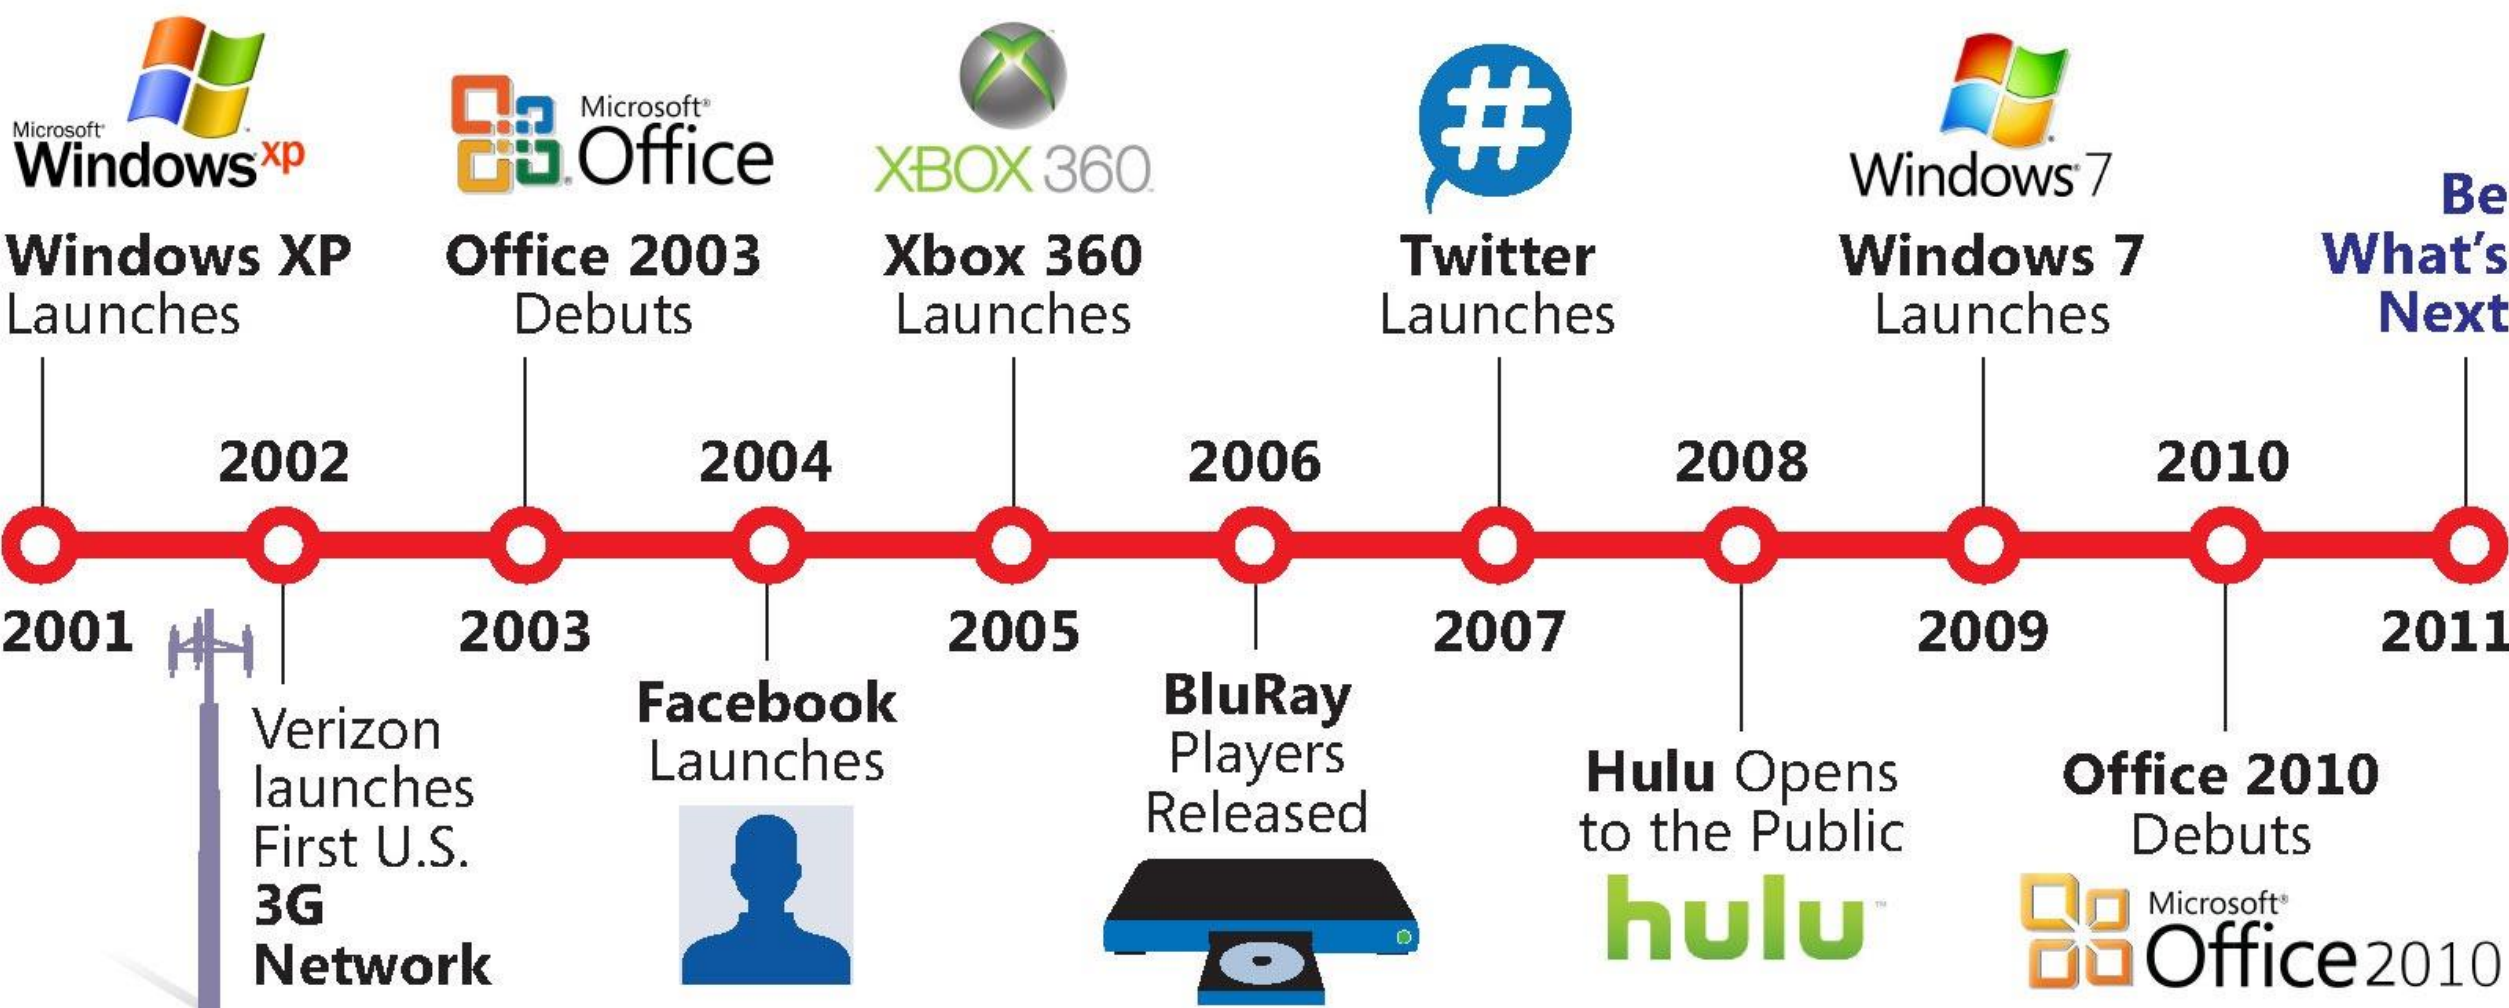 Microsoft®
Windows xp
Windows XP
Launches
Microsoft®
Office
Office 2003
Debuts
XBOX 360
Xbox 360
Launches
#
Twitter
Launches
Windows® 7
Windows 7
Launches
Be
What's
Next
2002
2004
2006
2008
2010
2001
2003
2005
2007
2009
2011
Verizon
launches
First U.S.
3G
Network
Facebook
Launches
BluRay
Players
Released
Hulu Opens
to the Public
hulu™
Office 2010
Debuts
Microsoft®
Office 2010